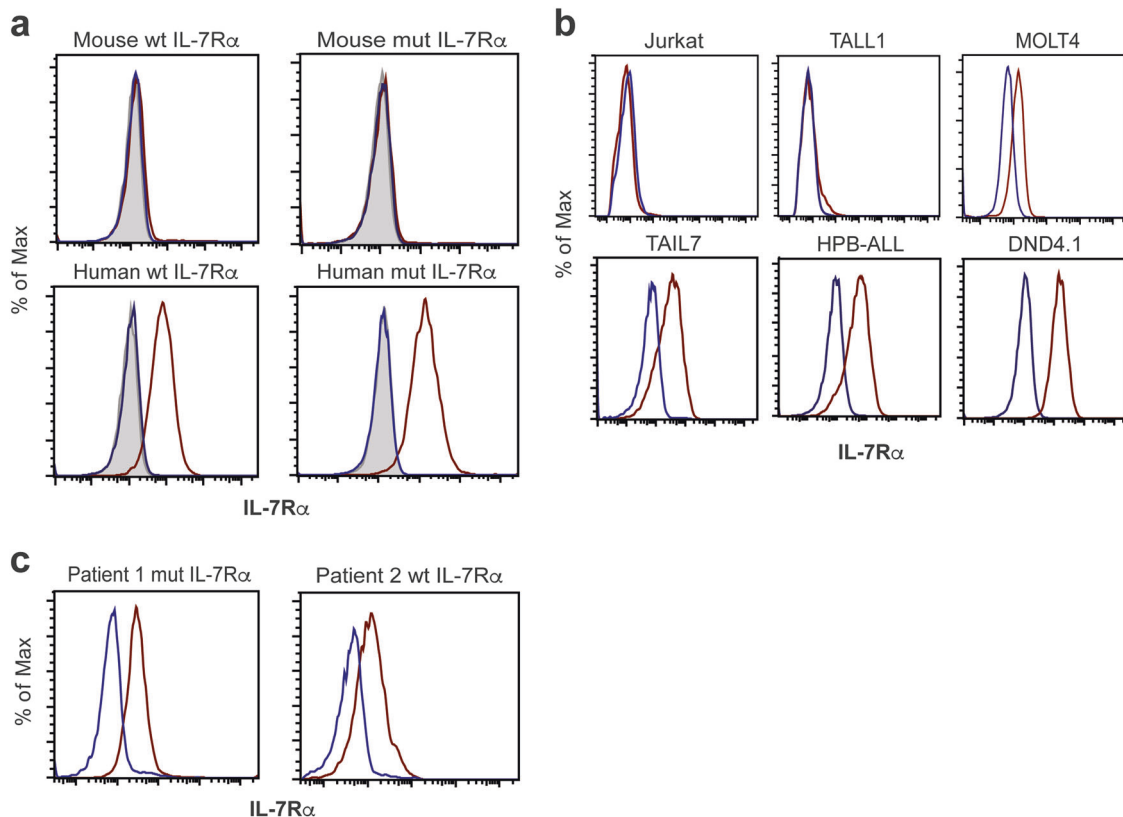 a
Mouse wt IL-7Rα
Mouse mut IL-7Rα
Human wt IL-7Rα
Human mut IL-7Rα
% of Max
IL-7Rα
b
Jurkat
TALL1
MOLT4
TAIL7
HPB-ALL
DND4.1
% of Max
IL-7Rα
c
Patient 1 mut IL-7Rα
Patient 2 wt IL-7Rα
% of Max
IL-7Rα